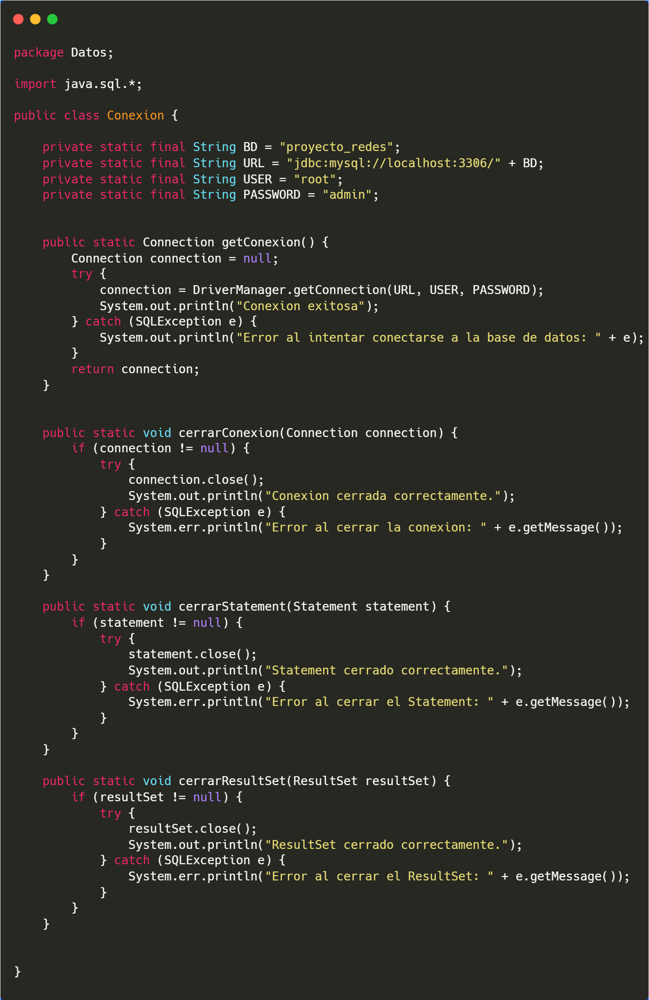 package Datos;

import java.sql.*;

public class Conexion {

    private static final String BD = "proyecto_redes";
    private static final String URL = "jdbc:mysql://localhost:3306/" + BD;
    private static final String USER = "root";
    private static final String PASSWORD = "admin";


    public static Connection getConexion() {
        Connection connection = null;
        try {
            connection = DriverManager.getConnection(URL, USER, PASSWORD);
            System.out.println("Conexion exitosa");
        } catch (SQLException e) {
            System.out.println("Error al intentar conectarse a la base de datos: " + e);
        }
        return connection;
    }


    public static void cerrarConexion(Connection connection) {
        if (connection != null) {
            try {
                connection.close();
                System.out.println("Conexion cerrada correctamente.");
            } catch (SQLException e) {
                System.err.println("Error al cerrar la conexion: " + e.getMessage());
            }
        }
    }

    public static void cerrarStatement(Statement statement) {
        if (statement != null) {
            try {
                statement.close();
                System.out.println("Statement cerrado correctamente.");
            } catch (SQLException e) {
                System.err.println("Error al cerrar el Statement: " + e.getMessage());
            }
        }
    }

    public static void cerrarResultSet(ResultSet resultSet) {
        if (resultSet != null) {
            try {
                resultSet.close();
                System.out.println("ResultSet cerrado correctamente.");
            } catch (SQLException e) {
                System.err.println("Error al cerrar el ResultSet: " + e.getMessage());
            }
        }
    }


}